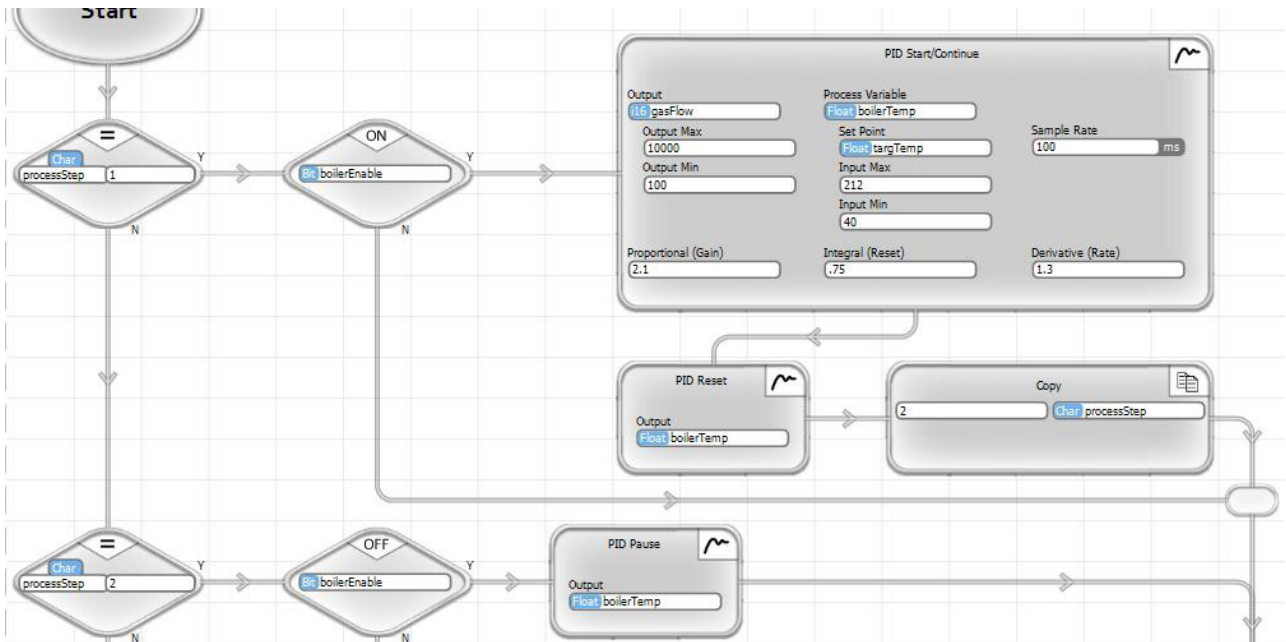 Start
=
Char
processStep 1
Y
N
ON
Bit boilerEnable
Y
N
PID Start/Continue
Output
i16 gasFlow
Output Max
10000
Output Min
100
Process Variable
Float boilerTemp
Set Point
Float targTemp
Input Max
212
Input Min
40
Sample Rate
100 ms
Proportional (Gain)
2.1
Integral (Reset)
.75
Derivative (Rate)
1.3
PID Reset
Output
Float boilerTemp
Copy
2 Char processStep
=
Char
processStep 2
Y
N
OFF
Bit boilerEnable
Y
N
PID Pause
Output
Float boilerTemp